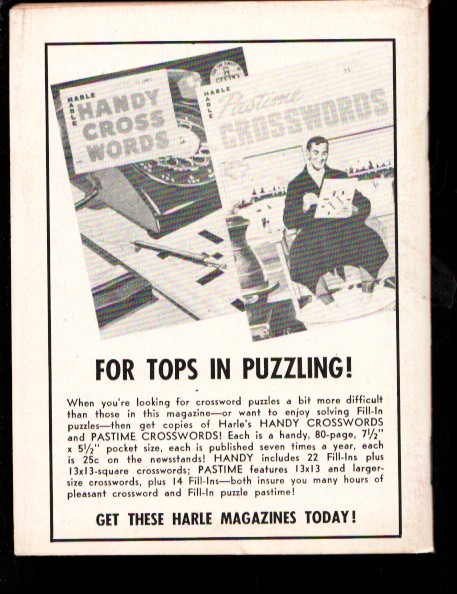 HARLE
HARLE
HANDY
CROSS
WORDS
HARLE
HARLE
Pastime
CROSSWORDS
FOR TOPS IN PUZZLING!
When you're looking for crossword puzzles a bit more difficult
than those in this magazine—or want to enjoy solving Fill-In
puzzles—then get copies of Harle's HANDY CROSSWORDS
and PASTIME CROSSWORDS! Each is a handy, 80-page, 7½"
x 5½" pocket size, each is published seven times a year, each
is 25c on the newsstands! HANDY includes 22 Fill-Ins plus
13x13-square crosswords; PASTIME features 13x13 and larger-
size crosswords, plus 14 Fill-Ins—both insure you many hours of
pleasant crossword and Fill-In puzzle pastime!
GET THESE HARLE MAGAZINES TODAY!